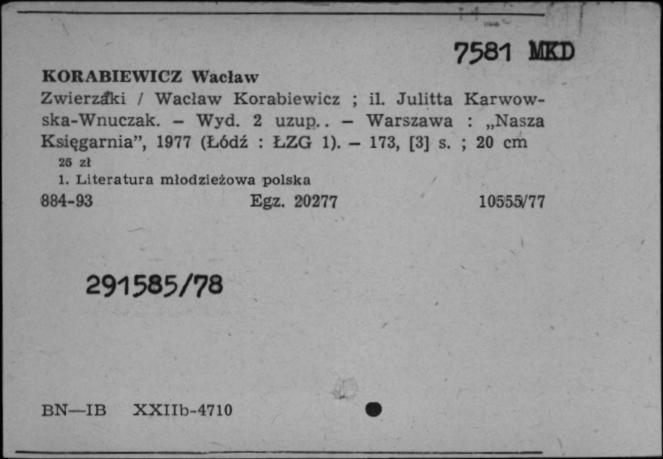 7581 MKD
KORABIEWICZ Wacław
Zwierzaki / Wacław Korabiewicz ; il. Julitta Karwow-
ska-Wnuczak. — Wyd. 2 uzup.. — Warszawa : „Nasza
Księgarnia”, 1977 (Łódź : ŁZG 1). — 173, [3] s. ; 20 cm
25 zł
1. Literatura młodzieżowa polska
884-93 Egz. 20277 10555/77
291585/78
BN—IB XXIIb-4710